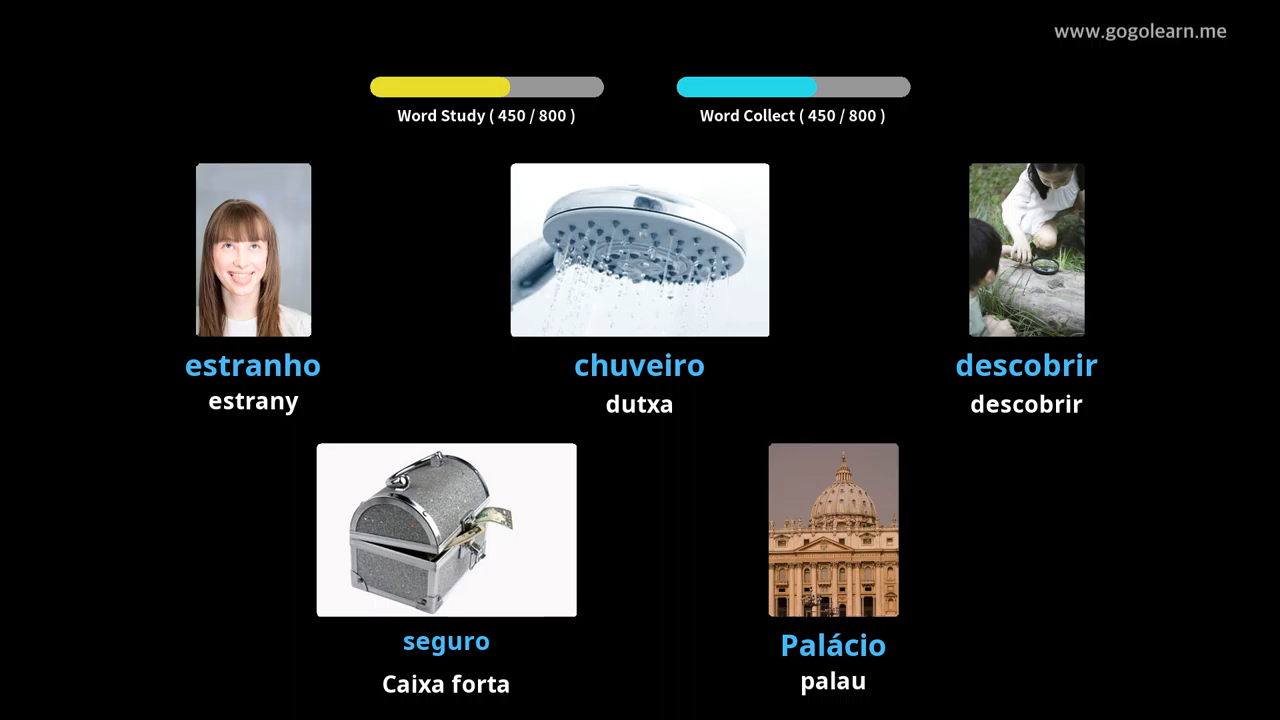 www.gogolearn.me
Word Study ( 450 / 800 )
Word Collect ( 450 / 800 )
estranho
estrany
chuveiro
dutxa
descobrir
descobrir
seguro
Caixa forta
Palácio
palau